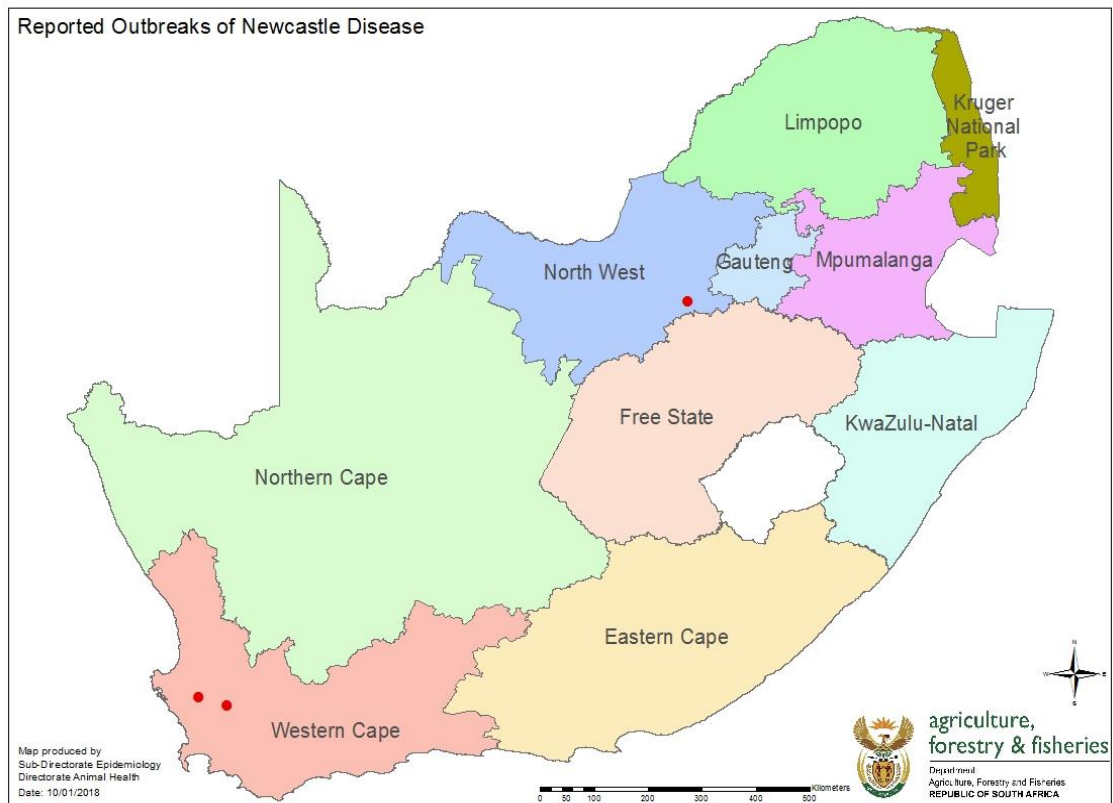 Reported Outbreaks of Newcastle Disease
Limpopo
Kruger
National
Park
North West
Gauteng
Mpumalanga
Free State
KwaZulu-Natal
Northern Cape
Eastern Cape
Western Cape
N
W
E
S
Map produced by
Sub-Directorate Epidemiology
Directorate Animal Health
Date: 10/01/2018
Kilometers
0 50 100 200 300 400 500
agriculture,
forestry & fisheries
Department:
Agriculture, Forestry and Fisheries
REPUBLIC OF SOUTH AFRICA